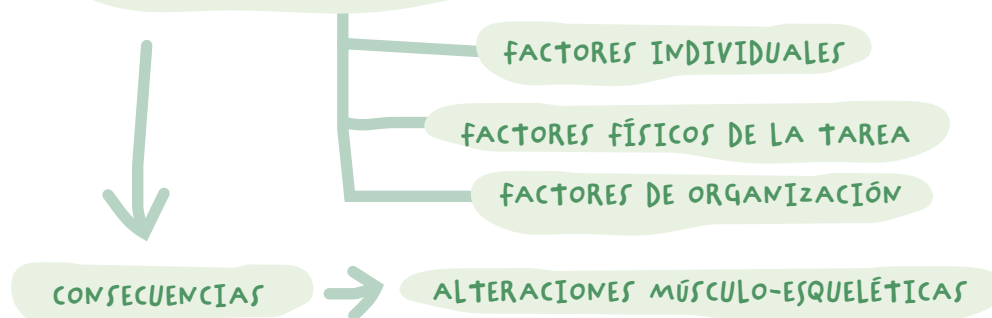 FACTORES INDIVIDUALES
FACTORES FÍSICOS DE LA TAREA
FACTORES DE ORGANIZACIÓN
CONSECUENCIAS
ALTERACIONES MÚSCULO-ESQUELÉTICAS